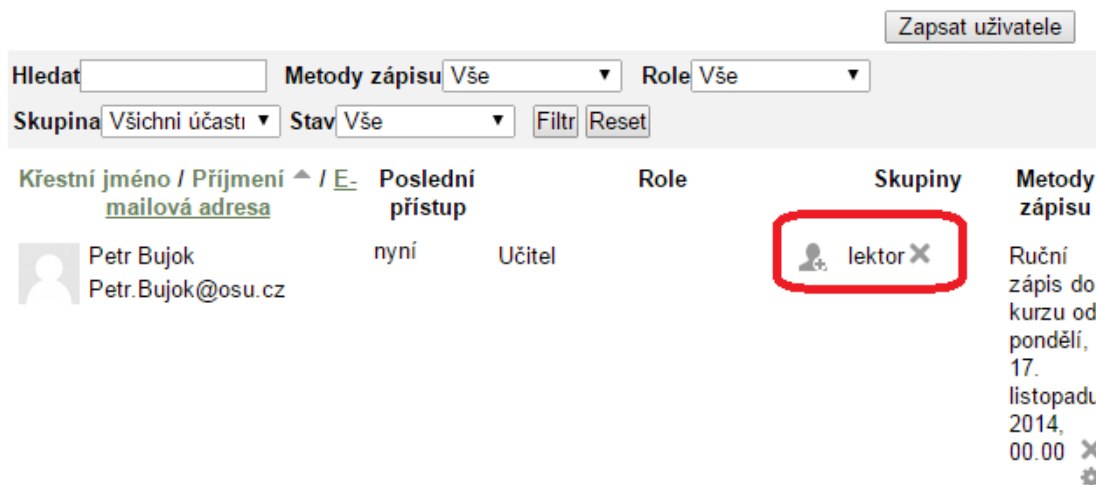 Zapsat uživatele
Hledat Metody zápisu Vše Role Vše
Skupina Všichni účastı Stav Vše Filtr Reset
Křestní jméno / Příjmení / E-mailová adresa
Poslední přístup
Role
Skupiny
Metody zápisu
Petr Bujok
Petr.Bujok@osu.cz
nyní
Učitel
lektor
Ruční
zápis do
kurzu od
pondělí,
17.
listopadu
2014,
00.00